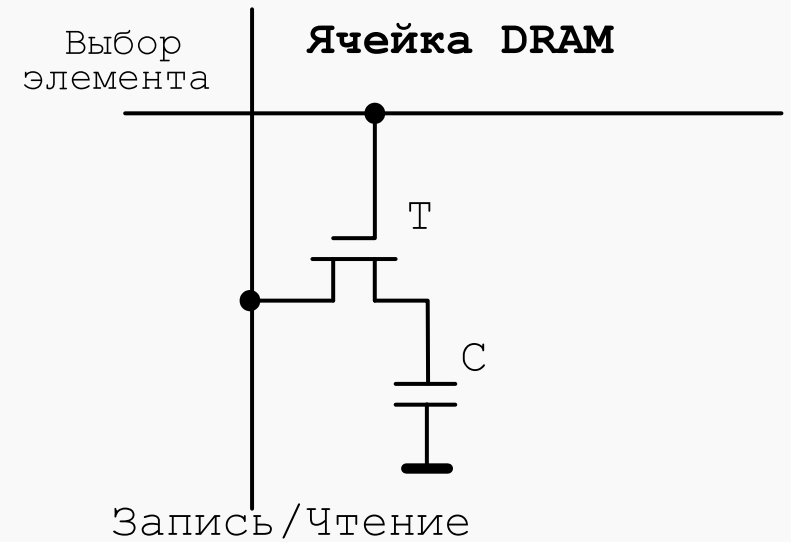 Выбор
элемента
Ячейка DRAM
T
C
Запись/Чтение